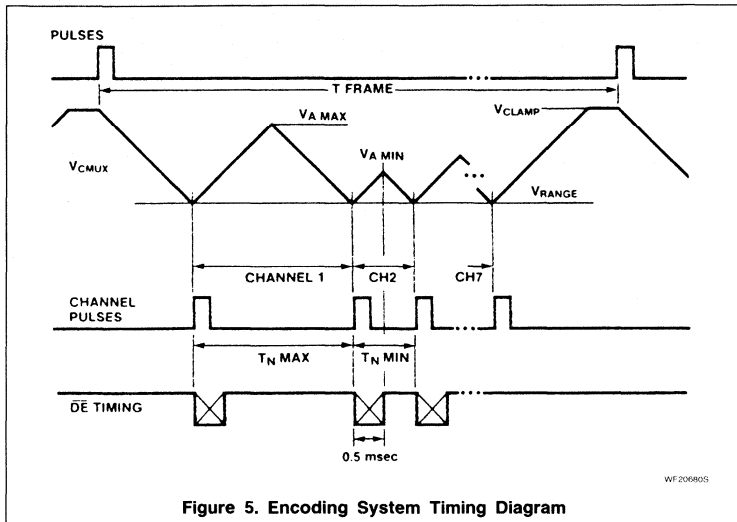 PULSES
T FRAME
V CLAMP
VA MAX
VA MIN
VCMUX
VRANGE
CHANNEL 1
CH2
CH7
CHANNEL
PULSES
TN MAX
TN MIN
DE TIMING
0.5 msec
WF20680S
Figure 5. Encoding System Timing Diagram